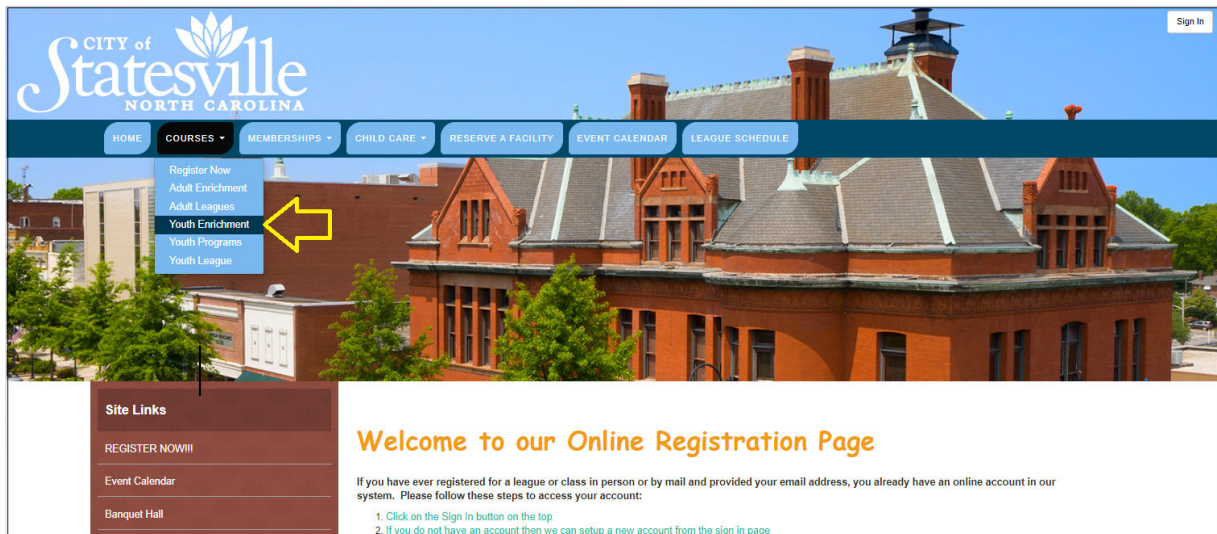 Sign In
CITY of
Statesville
NORTH CAROLINA
HOME COURSES MEMBERSHIPS CHILD CARE RESERVE A FACILITY EVENT CALENDAR LEAGUE SCHEDULE
Register Now
Adult Enrichment
Adult Leagues
Youth Enrichment
Youth Programs
Youth League
Site Links
REGISTER NOW!!!
Event Calendar
Banquet Hall
Welcome to our Online Registration Page
If you have ever registered for a league or class in person or by mail and provided your email address, you already have an online account in our
system. Please follow these steps to access your account:
1. Click on the Sign In button on the top
2. If you do not have an account then we can setup a new account from the sign in page